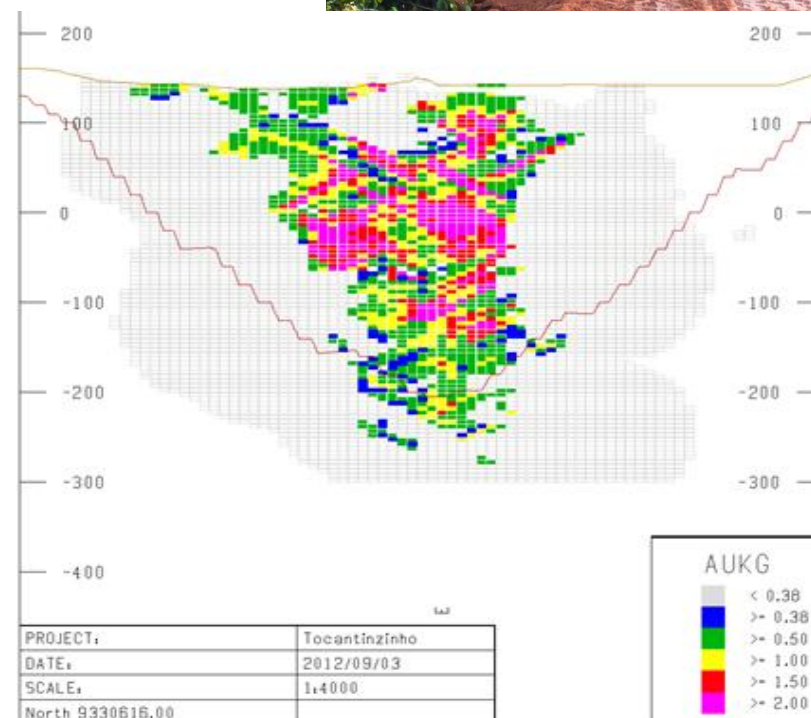 200 200
100 100
0 0
-100 -100
-200 -200
-300 -300
-400
E
AUKG
< 0.38
>= 0.38
>= 0.50
>= 1.00
>= 1.50
>= 2.00
PROJECT: Tocantinzinho
DATE: 2012/09/03
SCALE: 1:4000
North 9330616.00